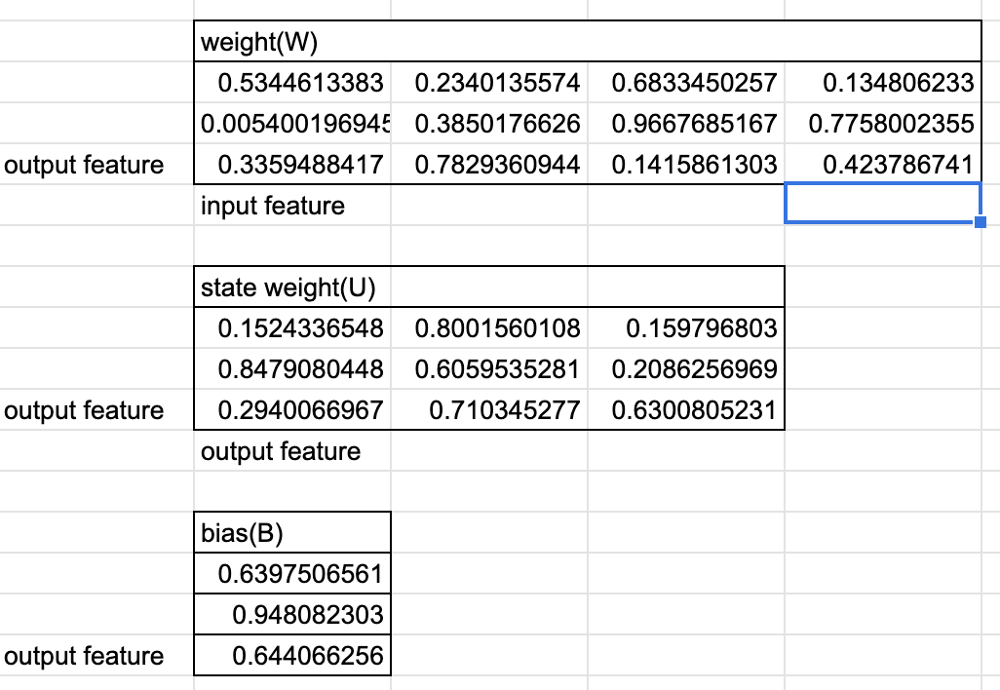 weight(W)
0.5344613383 0.2340135574 0.6833450257 0.134806233
0.005400196945 0.3850176626 0.9667685167 0.7758002355
output feature 0.3359488417 0.7829360944 0.1415861303 0.423786741
input feature
state weight(U)
0.1524336548 0.8001560108 0.159796803
0.8479080448 0.6059535281 0.2086256969
output feature 0.2940066967 0.710345277 0.6300805231
output feature
bias(B)
0.6397506561
0.948082303
output feature 0.644066256